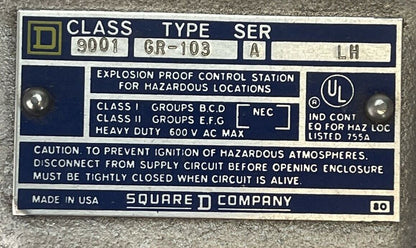 D CLASS TYPE SER
9001 GR-103 A LH
EXPLOSION PROOF CONTROL STATION
FOR HAZARDOUS LOCATIONS
UL
®
CLASS I GROUPS B.C.D
CLASS II GROUPS E.F.G
NEC
HEAVY DUTY 600 V AC MAX
IND CONT
EQ FOR HAZ LOC
LISTED 755A
CAUTION. TO PREVENT IGNITION OF HAZARDOUS ATMOSPHERES.
DISCONNECT FROM SUPPLY CIRCUIT BEFORE OPENING ENCLOSURE
MUST BE TIGHTLY CLOSED WHEN CIRCUIT IS ALIVE.
MADE IN USA SQUARE D COMPANY 80